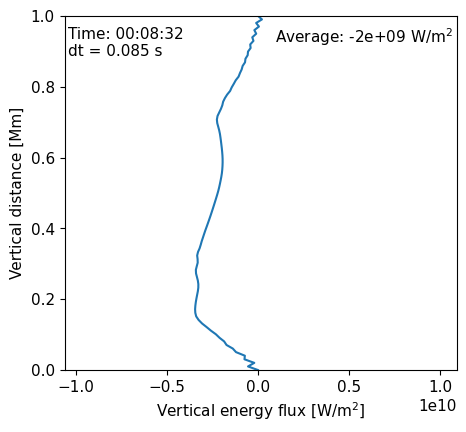 Time: 00:08:32
dt = 0.085 s
Average: -2e+09 W/m²
1.0
0.8
0.6
0.4
0.2
0.0
Vertical distance [Mm]
−1.0 −0.5 0.0 0.5 1.0
1e10
Vertical energy flux [W/m²]